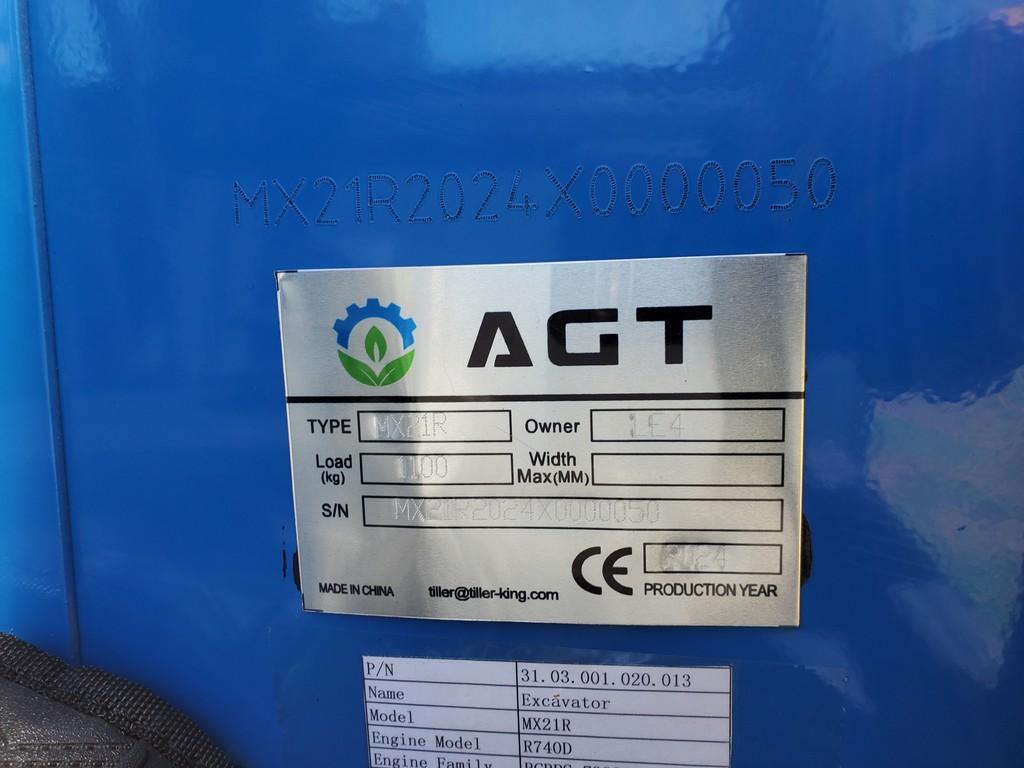 MX21R2024X0000050
AGT
TYPE MX21R Owner LE4
Load (kg) 1100 Width Max(MM)
S/N MX21R2024X0000050
CE 2024
MADE IN CHINA tiller@tiller-king.com PRODUCTION YEAR
P/N 31.03.001.020.013
Name Excavator
Model MX21R
Engine Model R740D
Engine Family